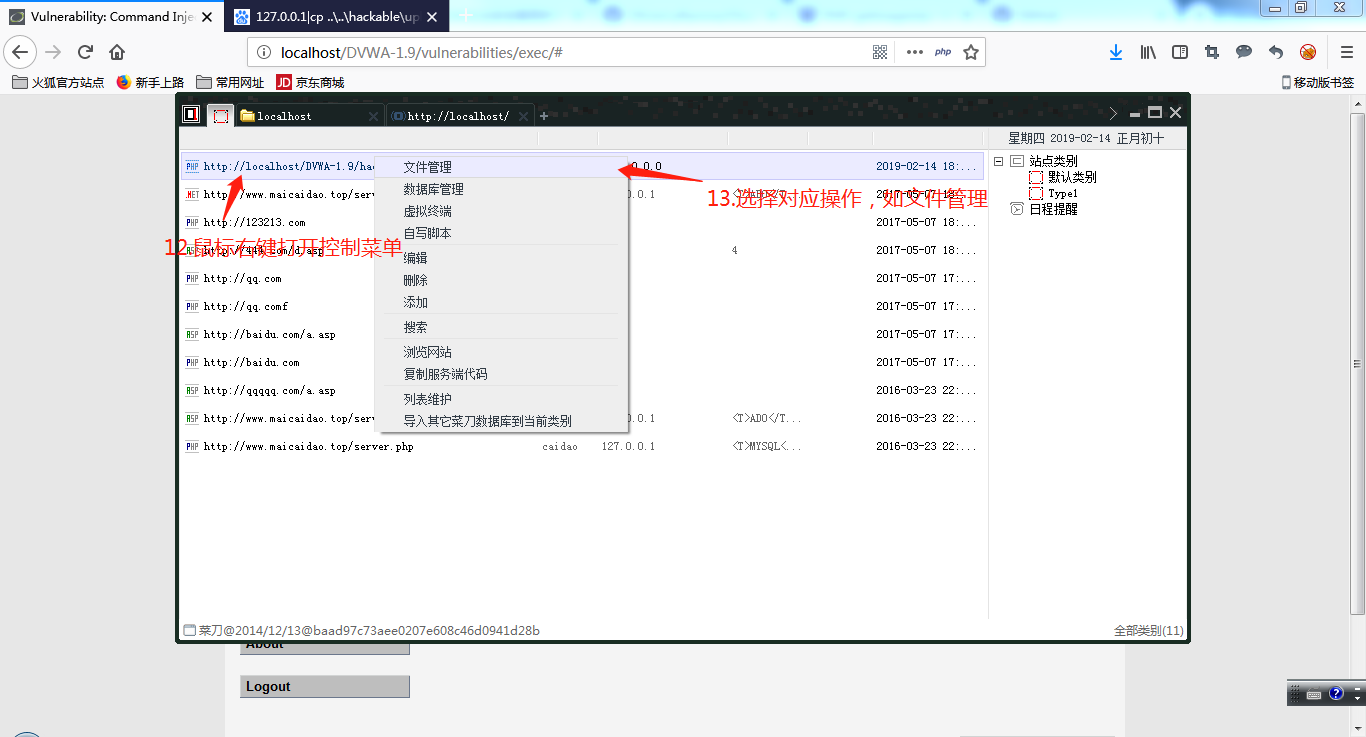 Vulnerability: Command Inje
127.0.0.1|cp ..\..\hackable\up
localhost/DVWA-1.9/vulnerabilities/exec/#
php
火狐官方站点
新手上路
常用网址
JD 京东商城
移动版书签
localhost
http://localhost/
星期四 2019-02-14 正月初十
PHP http://localhost/DVWA-1.9/hac
0.0.0
2019-02-14 18:...
.NET http://www.maicaidao.top/serv
0.0.1
2017-05-07 18:...
PHP http://123213.com
2017-05-07 18:...
4
2017-05-07 18:...
PHP http://qq.com
2017-05-07 17:...
PHP http://qq.comf
2017-05-07 17:...
ASP http://baidu.com/a.asp
2017-05-07 17:...
PHP http://baidu.com
2017-05-07 17:...
ASP http://qqqqq.com/a.asp
2016-03-23 22:...
ASP http://www.maicaidao.top/serv
0.0.1
<T>ADO</T...
2016-03-23 22:...
PHP http://www.maicaidao.top/server.php
caidao
127.0.0.1
<T>MYSQL<...
2016-03-23 22:...
文件管理
数据库管理
虚拟终端
自写脚本
编辑
删除
添加
搜索
浏览网站
复制服务端代码
列表维护
导入其它菜刀数据库到当前类别
12.鼠标右键打开控制菜单
13.选择对应操作，如文件管理
站点类别
默认类别
Type1
日程提醒
菜刀@2014/12/13@baad97c73aee0207e608c46d0941d28b
全部类别(11)
About
Logout